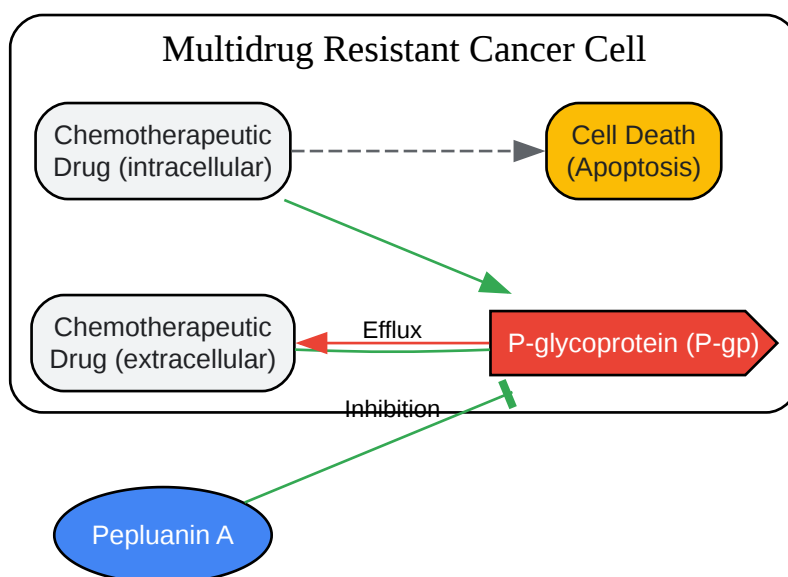 Multidrug Resistant Cancer Cell
Chemotherapeutic
Drug (intracellular)
Cell Death
(Apoptosis)
Chemotherapeutic
Drug (extracellular)
Efflux
P-glycoprotein (P-gp)
Inhibition
Pepluanin A